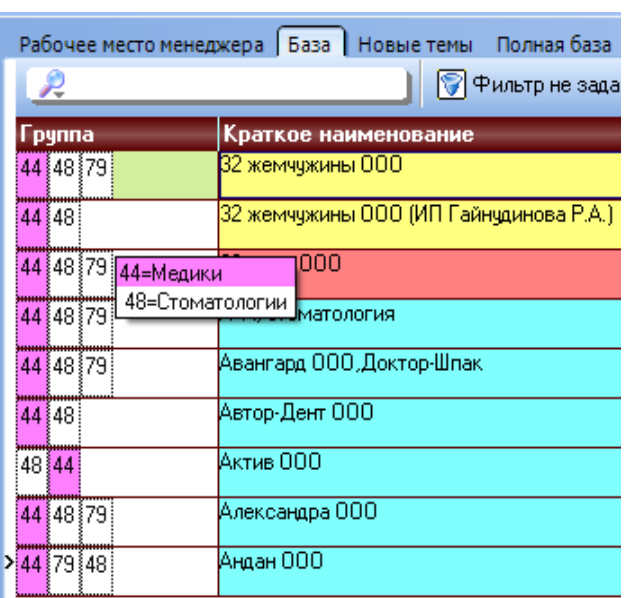 Рабочее место менеджера База Новые темы Полная база
Фильтр не зада
Группа Краткое наименование
44 48 79 32 жемчужины ООО
44 48 32 жемчужины ООО (ИП Гайнудинова Р.А.)
44 48 79 ООО
44=Медики
48=Стоматологии
44 48 79 матология
44 48 79 Авангард ООО,Доктор-Шпак
44 48 Автор-Дент ООО
48 44 Актив ООО
44 48 79 Александра ООО
44 79 48 Андан ООО